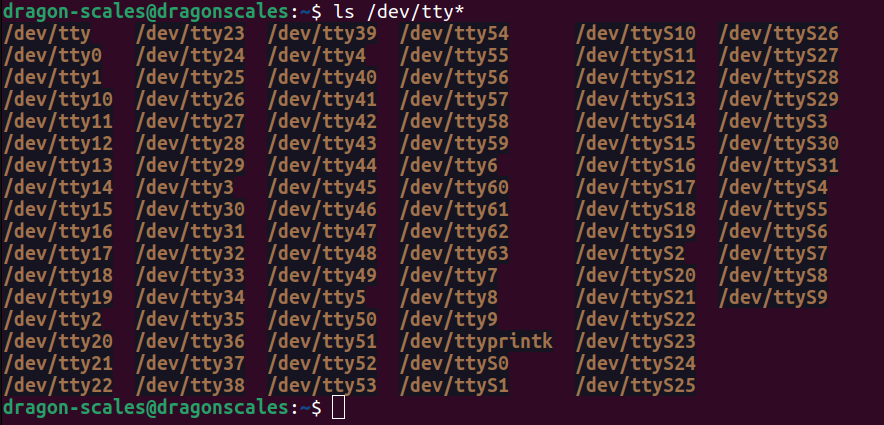 dragon-scales@dragonscales:~$ ls /dev/tty*
/dev/tty /dev/tty23 /dev/tty39 /dev/tty54 /dev/ttyS10 /dev/ttyS26
/dev/tty0 /dev/tty24 /dev/tty4 /dev/tty55 /dev/ttyS11 /dev/ttyS27
/dev/tty1 /dev/tty25 /dev/tty40 /dev/tty56 /dev/ttyS12 /dev/ttyS28
/dev/tty10 /dev/tty26 /dev/tty41 /dev/tty57 /dev/ttyS13 /dev/ttyS29
/dev/tty11 /dev/tty27 /dev/tty42 /dev/tty58 /dev/ttyS14 /dev/ttyS3
/dev/tty12 /dev/tty28 /dev/tty43 /dev/tty59 /dev/ttyS15 /dev/ttyS30
/dev/tty13 /dev/tty29 /dev/tty44 /dev/tty6 /dev/ttyS16 /dev/ttyS31
/dev/tty14 /dev/tty3 /dev/tty45 /dev/tty60 /dev/ttyS17 /dev/ttyS4
/dev/tty15 /dev/tty30 /dev/tty46 /dev/tty61 /dev/ttyS18 /dev/ttyS5
/dev/tty16 /dev/tty31 /dev/tty47 /dev/tty62 /dev/ttyS19 /dev/ttyS6
/dev/tty17 /dev/tty32 /dev/tty48 /dev/tty63 /dev/ttyS2 /dev/ttyS7
/dev/tty18 /dev/tty33 /dev/tty49 /dev/tty7 /dev/ttyS20 /dev/ttyS8
/dev/tty19 /dev/tty34 /dev/tty5 /dev/tty8 /dev/ttyS21 /dev/ttyS9
/dev/tty2 /dev/tty35 /dev/tty50 /dev/tty9 /dev/ttyS22
/dev/tty20 /dev/tty36 /dev/tty51 /dev/ttyprintk /dev/ttyS23
/dev/tty21 /dev/tty37 /dev/tty52 /dev/ttyS0 /dev/ttyS24
/dev/tty22 /dev/tty38 /dev/tty53 /dev/ttyS1 /dev/ttyS25
dragon-scales@dragonscales:~$